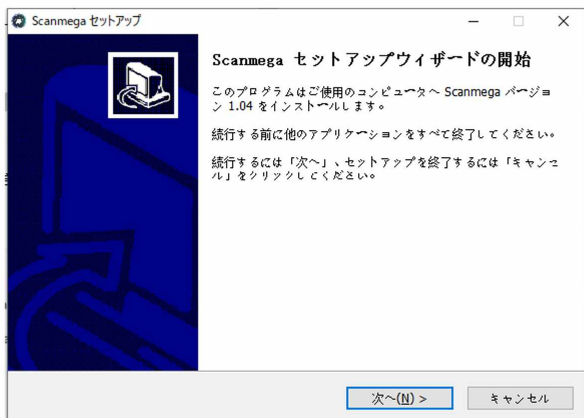 Scanmega セットアップ
Scanmega セットアップウィザードの開始
このプログラムはご使用のコンピュータへ Scanmega バージョ
ン 1.04 をインストールします。
続行する前に他のアプリケーションをすべて終了してください。
続行するには「次へ」、セットアップを終了するには「キャンセ
ル」をクリックしてください。
次へ(N) >
キャンセル